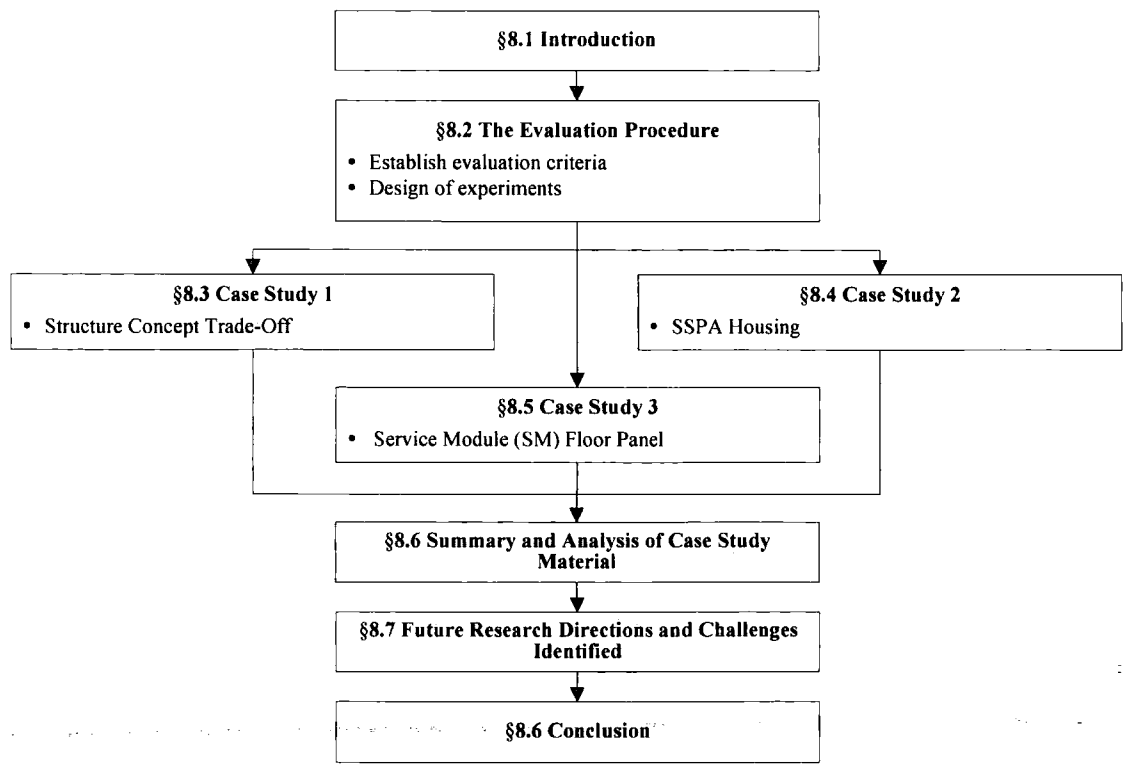 §8.1 Introduction
§8.2 The Evaluation Procedure
• Establish evaluation criteria
• Design of experiments
§8.3 Case Study 1
• Structure Concept Trade-Off
§8.4 Case Study 2
• SSPA Housing
§8.5 Case Study 3
• Service Module (SM) Floor Panel
§8.6 Summary and Analysis of Case Study
Material
§8.7 Future Research Directions and Challenges
Identified
§8.6 Conclusion